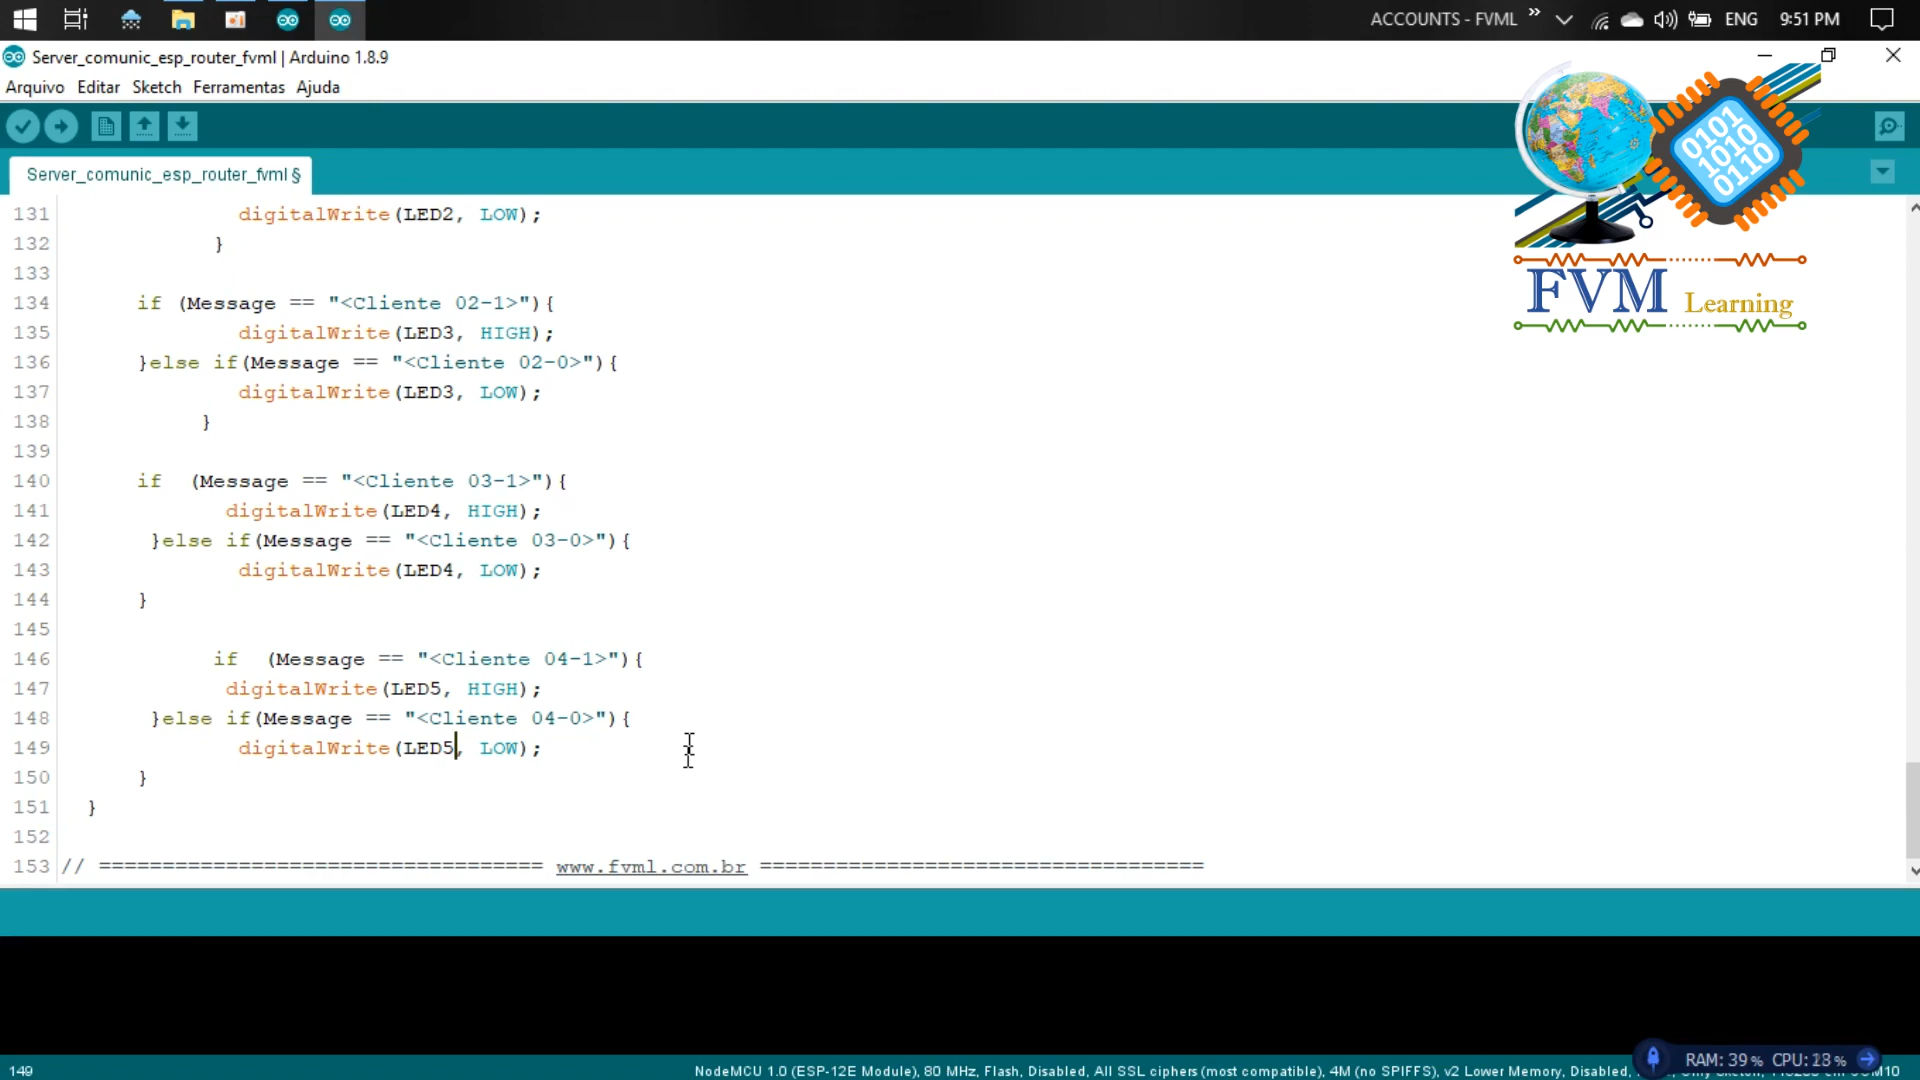 ACCOUNTS - FVML
ENG
9:51 PM
Server_comunic_esp_router_fvml | Arduino 1.8.9
Arquivo Editar Sketch Ferramentas Ajuda
Server_comunic_esp_router_fvml §
0101
1010
0110
FVM Learning
131 digitalWrite(LED2, LOW);
132 }
133
134 if (Message == "<Cliente 02-1>"){
135 digitalWrite(LED3, HIGH);
136 }else if(Message == "<Cliente 02-0>"){
137 digitalWrite(LED3, LOW);
138 }
139
140 if  (Message == "<Cliente 03-1>"){
141 digitalWrite(LED4, HIGH);
142 }else if(Message == "<Cliente 03-0>"){
143 digitalWrite(LED4, LOW);
144 }
145
146 if  (Message == "<Cliente 04-1>"){
147 digitalWrite(LED5, HIGH);
148 }else if(Message == "<Cliente 04-0>"){
149 digitalWrite(LED5, LOW);
150 }
151 }
152
153 // =================================== www.fvml.com.br ===================================
149
NodeMCU 1.0 (ESP-12E Module), 80 MHz, Flash, Disabled, All SSL ciphers (most compatible), 4M (no SPIFFS), v2 Lower Memory, Disabled,
RAM: 39 % CPU: 28 %